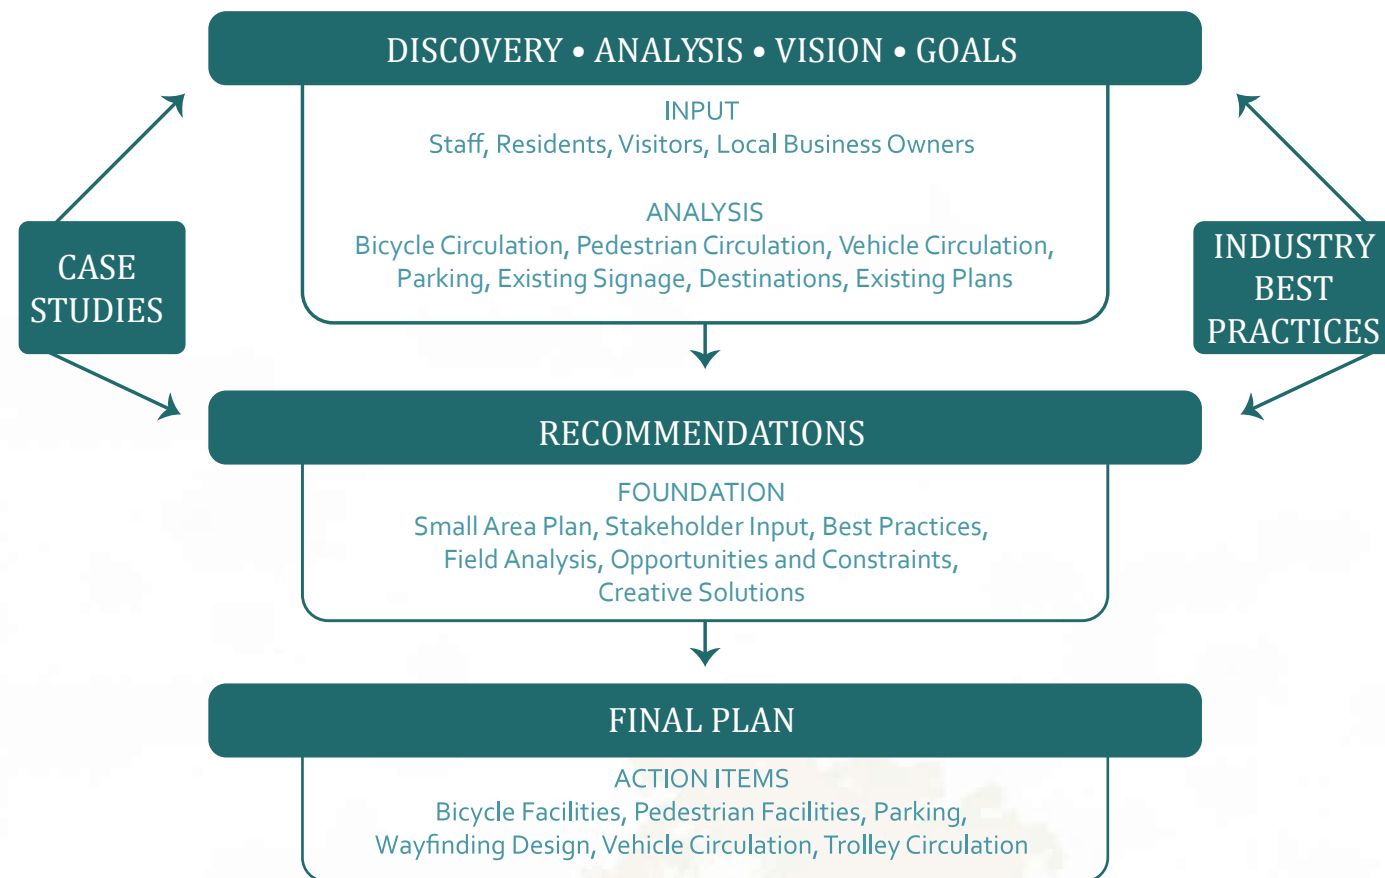 DISCOVERY • ANALYSIS • VISION • GOALS
INPUT
Staff, Residents, Visitors, Local Business Owners
ANALYSIS
Bicycle Circulation, Pedestrian Circulation, Vehicle Circulation,
Parking, Existing Signage, Destinations, Existing Plans
CASE
STUDIES
INDUSTRY
BEST
PRACTICES
RECOMMENDATIONS
FOUNDATION
Small Area Plan, Stakeholder Input, Best Practices,
Field Analysis, Opportunities and Constraints,
Creative Solutions
FINAL PLAN
ACTION ITEMS
Bicycle Facilities, Pedestrian Facilities, Parking,
Wayfinding Design, Vehicle Circulation, Trolley Circulation